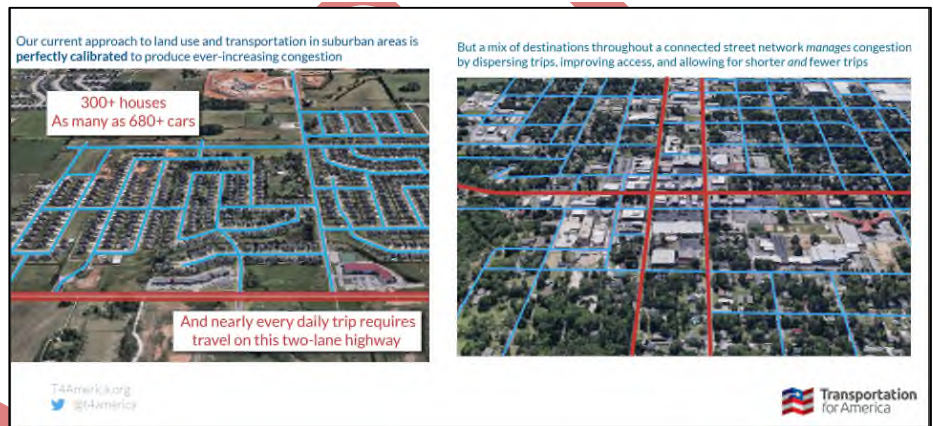 Our current approach to land use and transportation in suburban areas is
perfectly calibrated to produce ever-increasing congestion
300+ houses
As many as 680+ cars
And nearly every daily trip requires
travel on this two-lane highway
But a mix of destinations throughout a connected street network manages congestion
by dispersing trips, improving access, and allowing for shorter and fewer trips
T4America.org
@t4america
Transportation
for America